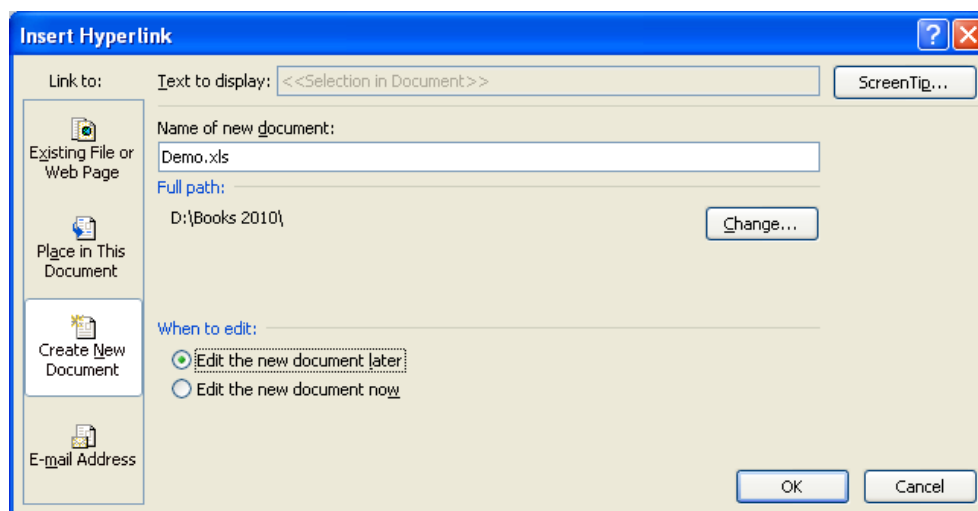 Insert Hyperlink
Link to:
Text to display: <<Selection in Document>>
ScreenTip...
Existing File or
Web Page
Place in This
Document
Create New
Document
E-mail Address
Name of new document:
Demo.xls
Full path:
D:\Books 2010\
Change...
When to edit:
Edit the new document later
Edit the new document now
OK
Cancel